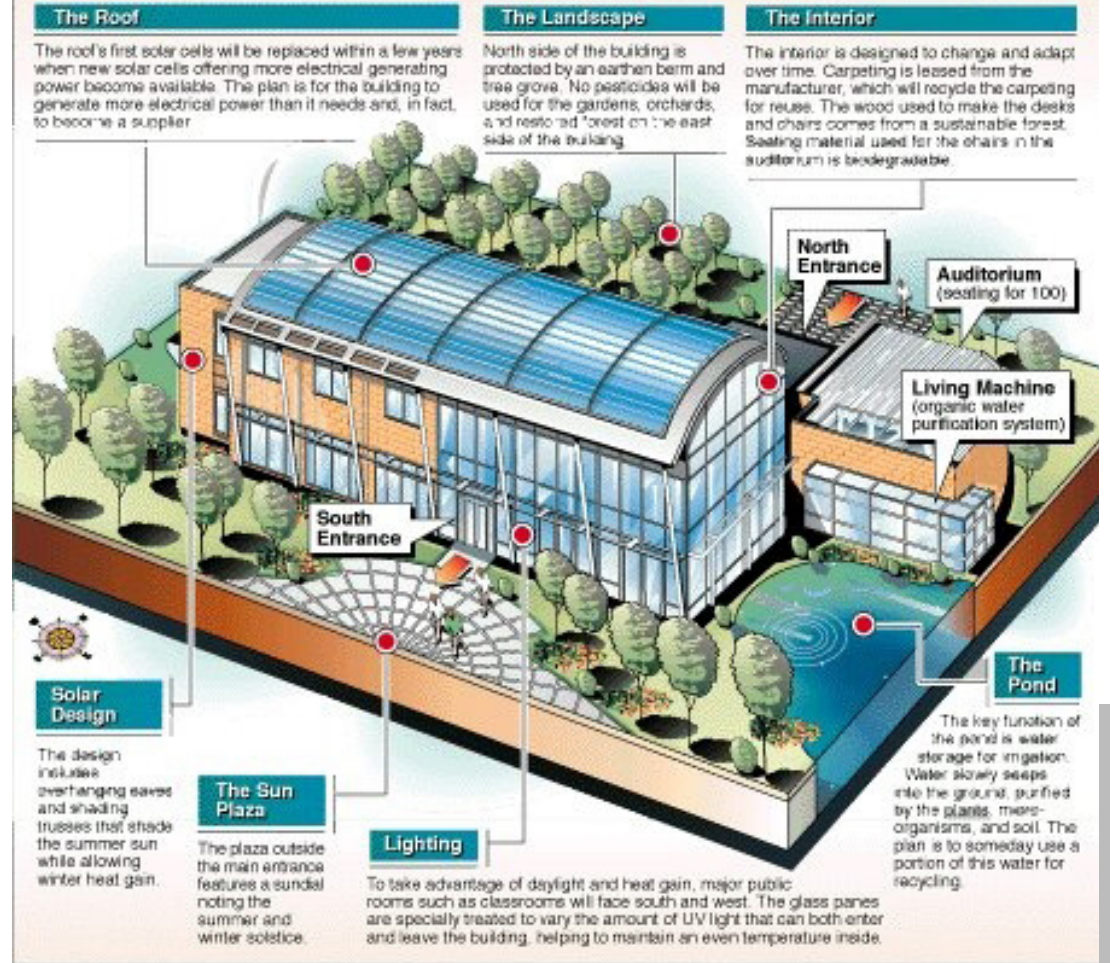 The Roof
The roof's first solar cells will be replaced within a few years
when new solar cells offering more electrical generating
power become available. The plan is for the building to
generate more electrical power than it needs and, in fact,
to become a supplier
The Landscape
North side of the building is
protected by an earthen berm and
tree grove. No pesticides will be
used for the gardens, orchards,
and restored forest on the east
side of the building
The Interior
The interior is designed to change and adapt
over time. Carpeting is leased from the
manufacturer, which will recycle the carpeting
for reuse. The wood used to make the desks
and chairs comes from a sustainable forest.
Seating material used for the chairs in the
auditorium is biodegradable.
North
Entrance
Auditorium
(seating for 100)
Living Machine
(organic water
purification system)
South
Entrance
Solar
Design
The design
includes
overhanging eaves
and shading
trusses that shade
the summer sun
while allowing
winter heat gain.
The Sun
Plaza
The plaza outside
the main entrance
features a sundial
noting the
summer and
winter solstice.
Lighting
To take advantage of daylight and heat gain, major public
rooms such as classrooms will face south and west. The glass panes
are specially treated to vary the amount of UV light that can both enter
and leave the building, helping to maintain an even temperature inside.
The
Pond
The key function of
the pond is water
storage for irrigation.
Water slowly seeps
into the ground, purified
by the plants, micro-
organisms, and soil. The
plan is to someday use a
portion of this water for
recycling.